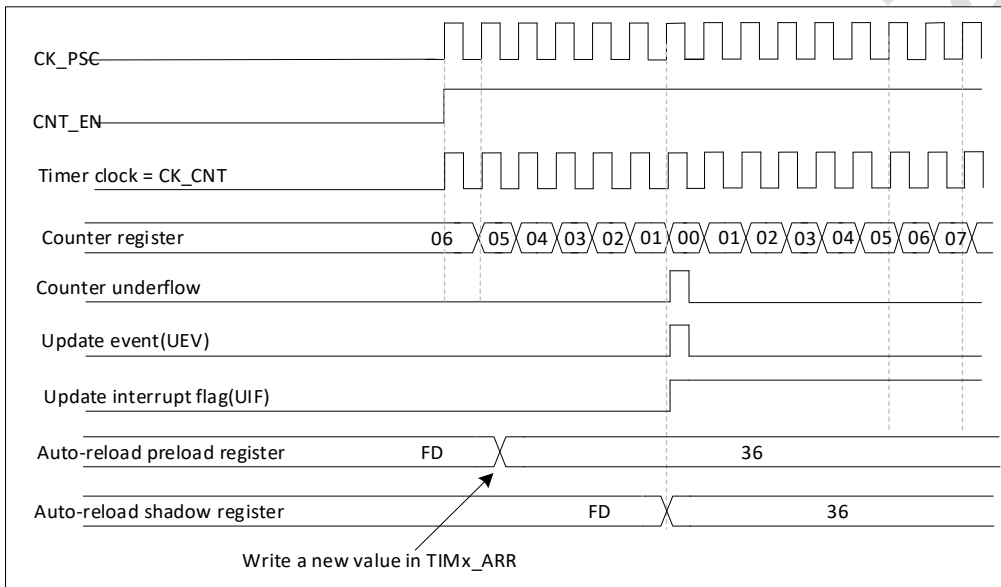 CK_PSC
CNT_EN
Timer clock = CK_CNT
Counter register 06 05 04 03 02 01 00 01 02 03 04 05 06 07
Counter underflow
Update event(UEV)
Update interrupt flag(UIF)
Auto-reload preload register FD 36
Auto-reload shadow register FD 36
Write a new value in TIMx_ARR